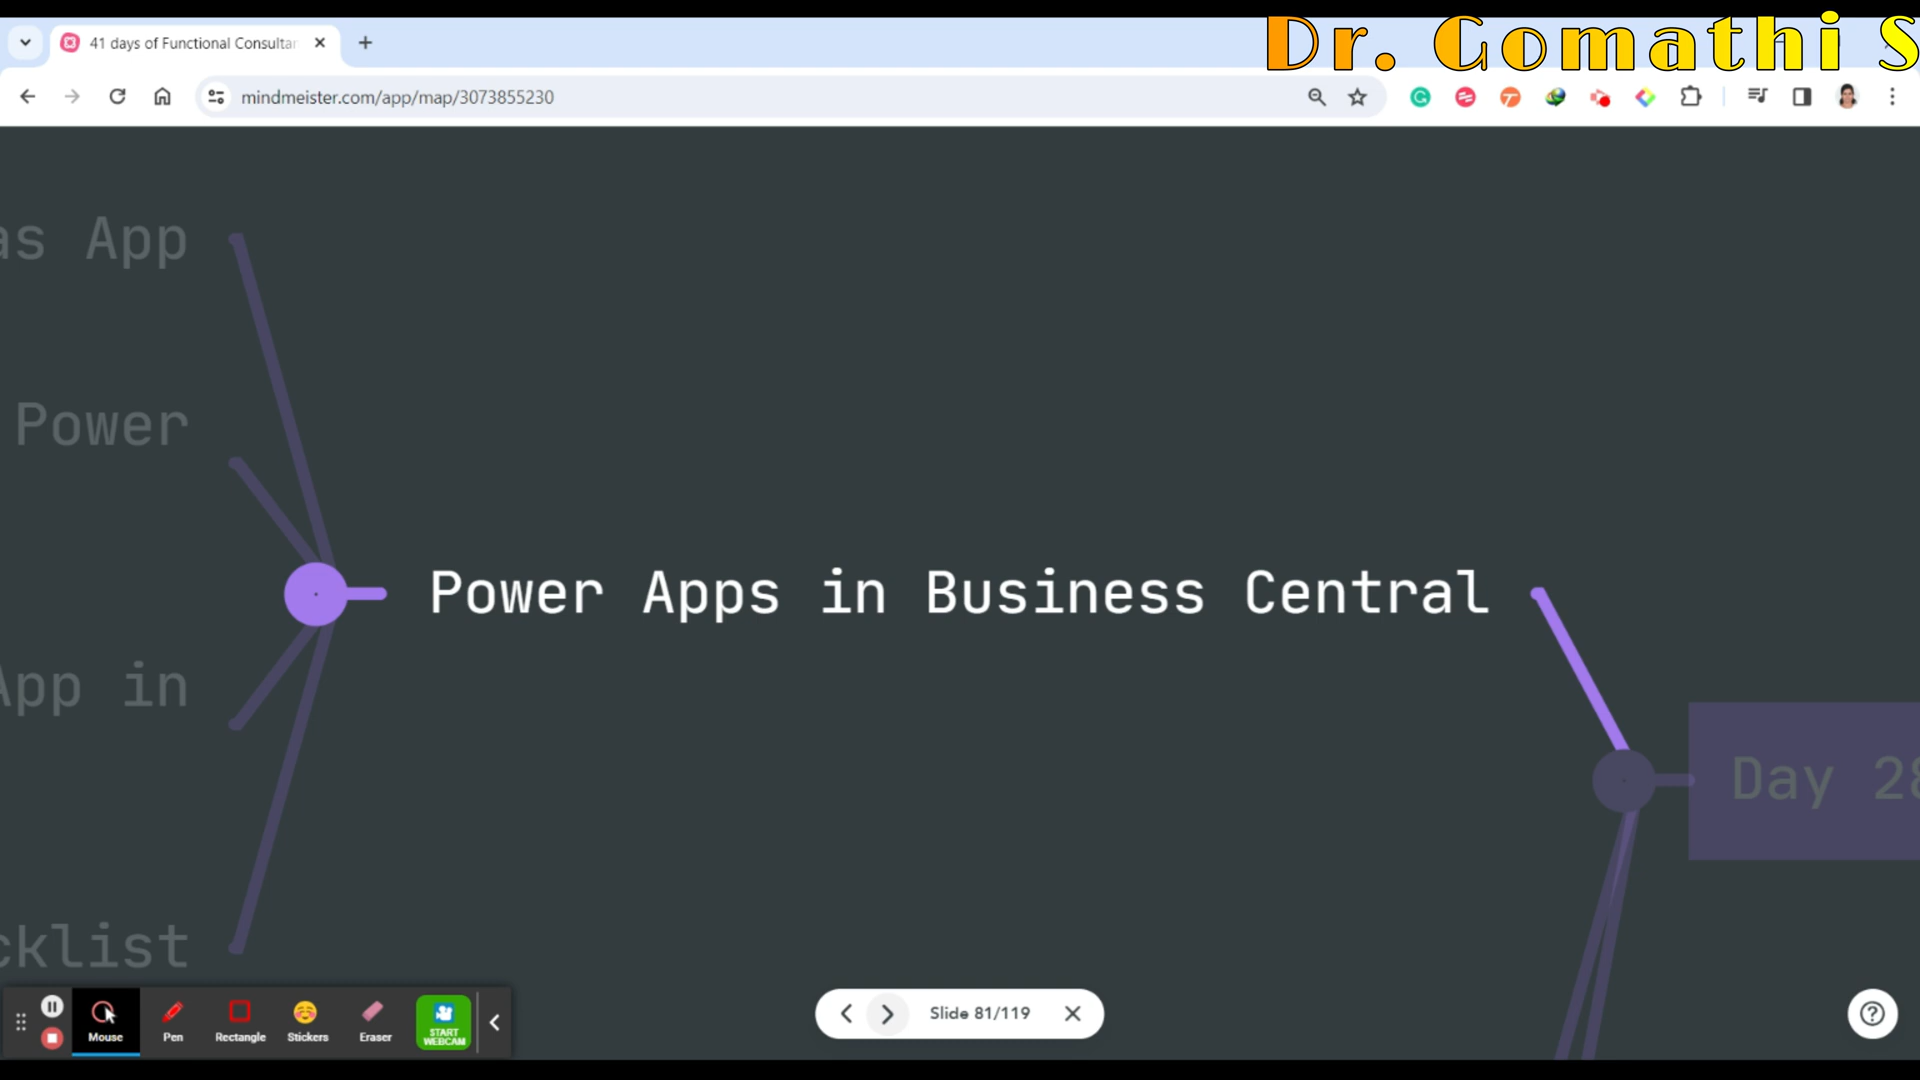 Dr. Gomathi S
41 days of Functional Consultan
mindmeister.com/app/map/3073855230
as App
Power
Power Apps in Business Central
App in
Day 28
cklist
Mouse
Pen
Rectangle
Stickers
Eraser
START
WEBCAM
Slide 81/119